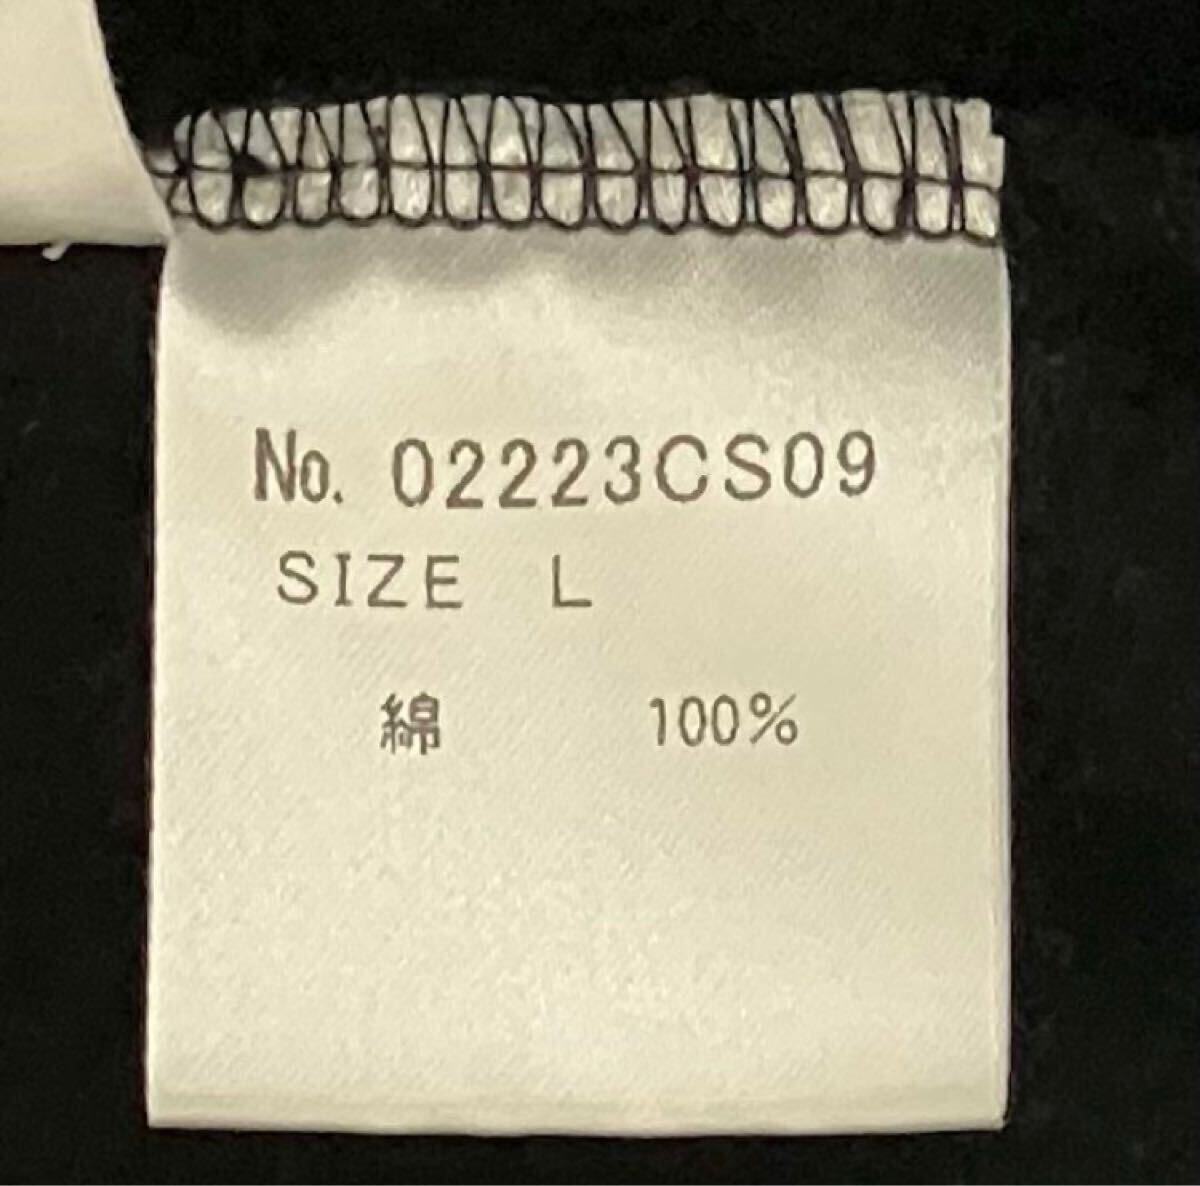 No. 02223CS09
SIZE L
綿 100%